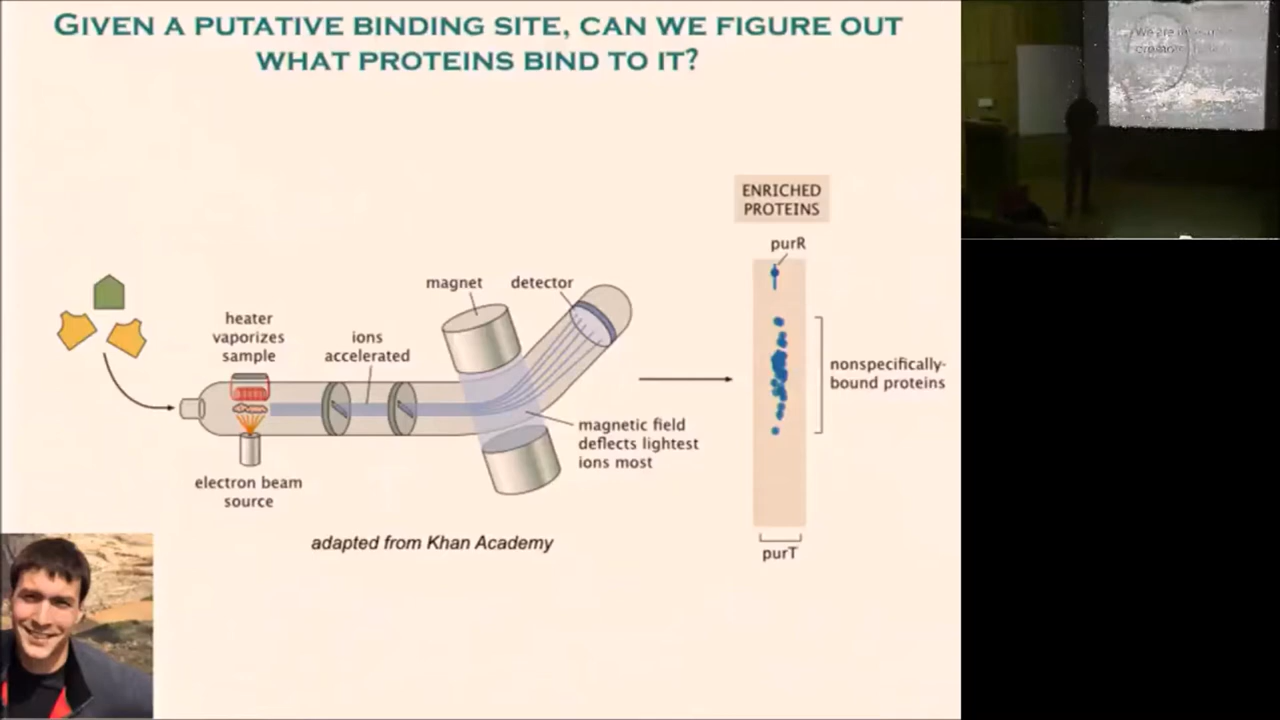 GIVEN A PUTATIVE BINDING SITE, CAN WE FIGURE OUT
WHAT PROTEINS BIND TO IT?
ENRICHED
PROTEINS
purR
magnet
detector
heater
vaporizes
sample
ions
accelerated
nonspecifically-
bound proteins
magnetic field
deflects lightest
ions most
electron beam
source
adapted from Khan Academy
purT
We are